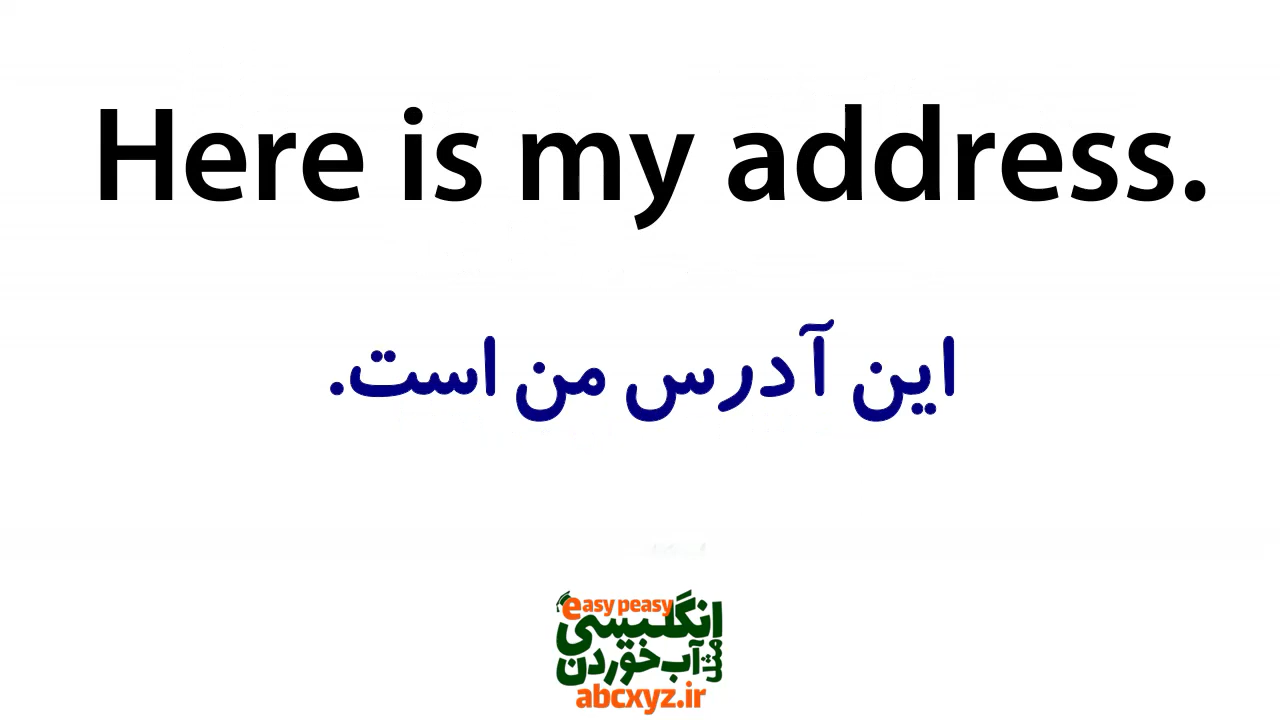 Here is my address.
این آدرس من است.
easy peasy
انگلیسی
مثل آب خوردن
abcxyz.ir